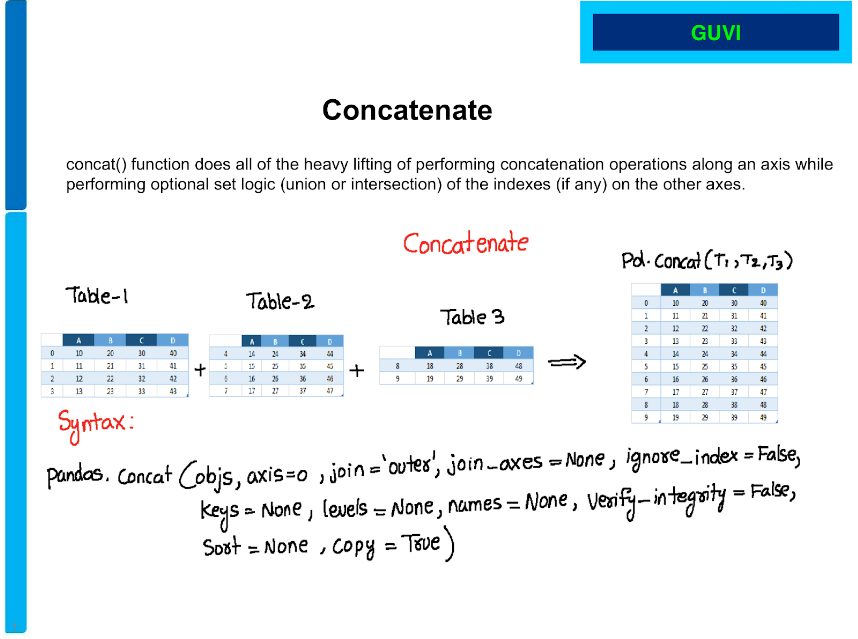 GUVI
Concatenate
concat() function does all of the heavy lifting of performing concatenation operations along an axis while
performing optional set logic (union or intersection) of the indexes (if any) on the other axes.
Concatenate
Table-1
A B C D
0 10 20 30 40
1 11 21 31 41
2 12 22 32 42
3 13 23 33 43
+
Table-2
A B C D
4 14 24 34 44
5 15 25 35 45
6 16 26 36 46
7 17 27 37 47
+
Table 3
A B C D
8 18 28 38 48
9 19 29 39 49
⇒
Pd.Concat(T1,T2,T3)
A B C D
0 10 20 30 40
1 11 21 31 41
2 12 22 32 42
3 13 23 33 43
4 14 24 34 44
5 15 25 35 45
6 16 26 36 46
7 17 27 37 47
8 18 28 38 48
9 19 29 39 49
Syntax:
Pandas.Concat(objs, axis=0, join='outer', join_axes=None, ignore_index=False,
keys=None, levels=None, names=None, Verify_integrity=False,
Sort=None, Copy=True)